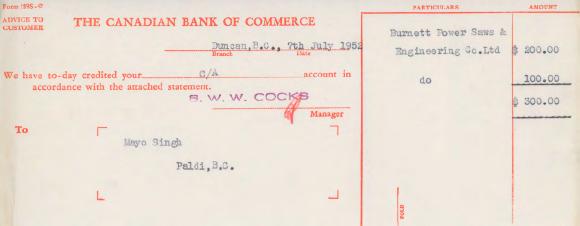 Form 898-C
ADVICE TO
CUSTOMER
THE CANADIAN BANK OF COMMERCE
Duncan,B.C., 7th July 1952
Branch Date
We have to-day credited your C/A account in
accordance with the attached statement.
S. W. W. COCKS
Manager
To
Mayo Singh
Paldi,B.C.
PARTICULARS AMOUNT
Burnett Power Saws &
Engineering Co.Ltd $ 200.00
do 100.00
$ 300.00
FOLD